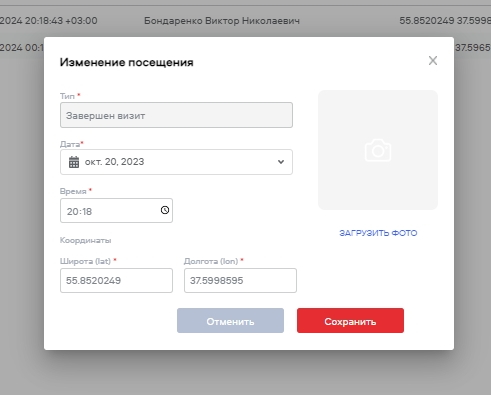 2024 20:18:43 +03:00 Бондаренко Виктор Николаевич 55.8520249 37.5998
2024 00:1 37.5965
Изменение посещения X
Тип *
Завершен визит
Дата*
окт. 20, 2023
Время *
20:18
ЗАГРУЗИТЬ ФОТО
Координаты
Широта (lat) * Долгота (lon) *
55.8520249 37.5998595
Отменить Сохранить